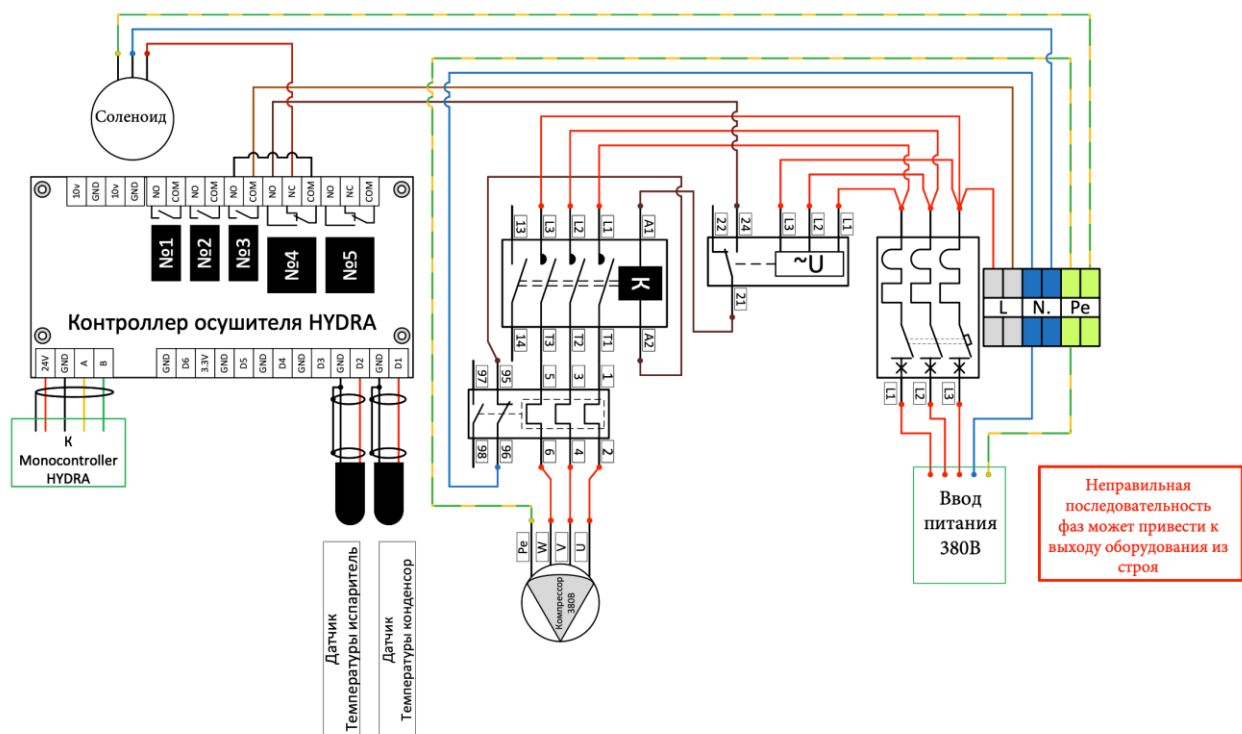 Соленоид
10v
GND
10v
GND
NO
COM
NO
COM
NO
COM
NO
NC
COM
NO
NC
COM
№1
№2
№3
№4
№5
Контроллер осушителя HYDRA
24V
GND
A
B
GND
D6
3.3V
GND
D5
GND
D4
GND
D3
GND
D2
GND
D1
К
Monocontroller
HYDRA
Датчик
Температуры испаритель
Датчик
Температуры конденсор
13
L3
L2
L1
A1
K
14
T3
T2
T1
A2
97
95
5
3
1
98
96
6
4
2
Pe
W
V
U
Компрессор
380В
22
24
L3
L2
L1
~U
21
L1
L2
L3
L
N.
Pe
Ввод
питания
380В
Неправильная
последовательность
фаз может привести к
выходу оборудования из
строя